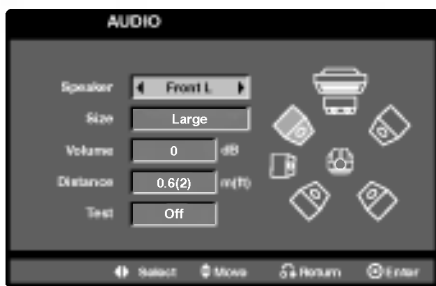 AUDIO
Speaker Front L
Size Large
Volume 0 dB
Distance 0.6(2) m(ft)
Test Off
Select Move Return Enter